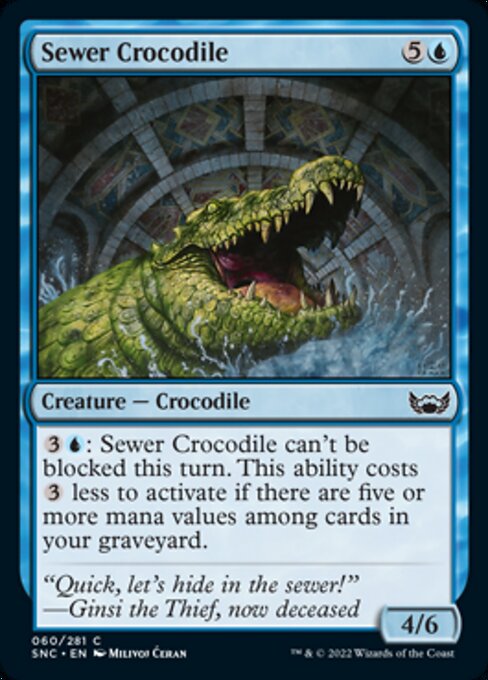 Sewer Crocodile 5
Creature — Crocodile
3: Sewer Crocodile can't be
blocked this turn. This ability costs
3 less to activate if there are five or
more mana values among cards in
your graveyard.
“Quick, let's hide in the sewer!”
—Ginsi the Thief, now deceased
4/6
060/281 C
SNC • EN Milivoj Ćeran
™ & © 2022 Wizards of the Coast